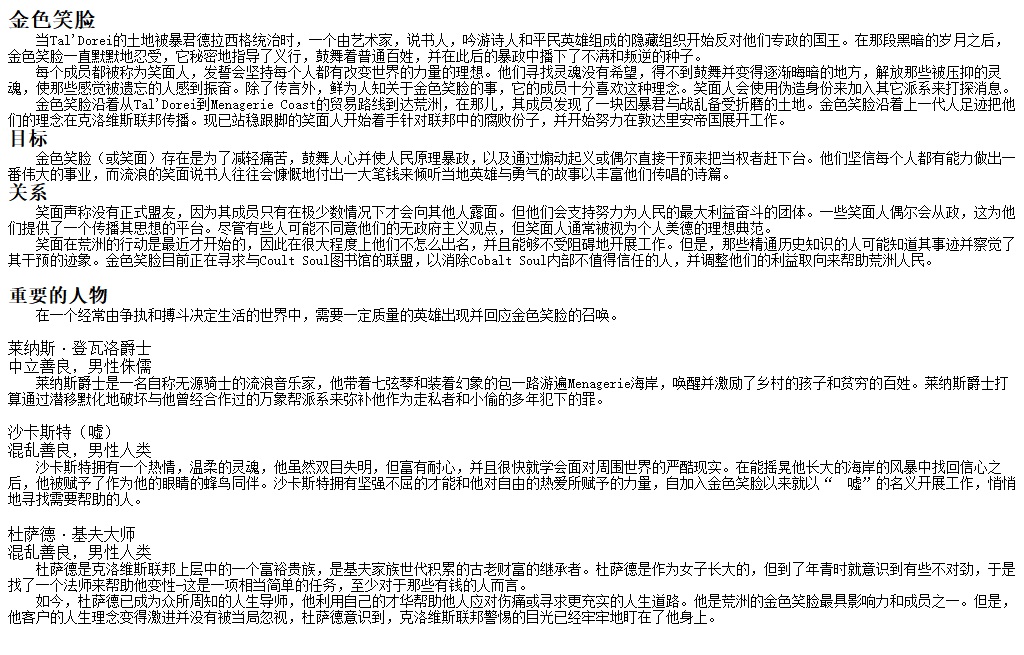 金色笑脸
当Tal'Dorei的土地被暴君德拉西格统治时，一个由艺术家，说书人，吟游诗人和平民英雄组成的隐藏组织开始反对他们专政的国王。在那段黑暗的岁月之后，
金色笑脸一直默默地忍受，它秘密地指导了义行，鼓舞着普通百姓，并在此后的暴政中播下了不满和叛逆的种子。
每个成员都被称为笑面人，发誓会坚持每个人都有改变世界的力量的理想。他们寻找灵魂没有希望，得不到鼓舞并变得逐渐晦暗的地方，解放那些被压抑的灵
魂，使那些感觉被遗忘的人感到振奋。除了传言外，鲜为人知关于金色笑脸的事，它的成员十分喜欢这种理念。笑面人会使用伪造身份来加入其它派系来打探消息。
金色笑脸沿着从Tal'Dorei到Menagerie Coast的贸易路线到达荒洲，在那儿，其成员发现了一块因暴君与战乱备受折磨的土地。金色笑脸沿着上一代人足迹把他
们的理念在克洛维斯联邦传播。现已站稳跟脚的笑面人开始着手针对联邦中的腐败份子，并开始努力在敦达里安帝国展开工作。
目标
金色笑脸（或笑面）存在是为了减轻痛苦，鼓舞人心并使人民原理暴政，以及通过煽动起义或偶尔直接干预来把当权者赶下台。他们坚信每个人都有能力做出一
番伟大的事业，而流浪的笑面说书人往往会慷慨地付出一大笔钱来倾听当地英雄与勇气的故事以丰富他们传唱的诗篇。
关系
笑面声称没有正式盟友，因为其成员只有在极少数情况下才会向其他人露面。但他们会支持努力为人民的最大利益奋斗的团体。一些笑面人偶尔会从政，这为他
们提供了一个传播其思想的平台。尽管有些人可能不同意他们的无政府主义观点，但笑面人通常被视为个人美德的理想典范。
笑面在荒洲的行动是最近才开始的，因此在很大程度上他们不怎么出名，并且能够不受阻碍地开展工作。但是，那些精通历史知识的人可能知道其事迹并察觉了
其干预的迹象。金色笑脸目前正在寻求与Coult Soul图书馆的联盟，以消除Cobalt Soul内部不值得信任的人，并调整他们的利益取向来帮助荒洲人民。
重要的人物
在一个经常由争执和搏斗决定生活的世界中，需要一定质量的英雄出现并回应金色笑脸的召唤。
莱纳斯·登瓦洛爵士
中立善良，男性侏儒
莱纳斯爵士是一名自称无源骑士的流浪音乐家，他带着七弦琴和装着幻象的包一路游遍Menagerie海岸，唤醒并激励了乡村的孩子和贫穷的百姓。莱纳斯爵士打
算通过潜移默化地破坏与他曾经合作过的万象帮派系来弥补他作为走私者和小偷的多年犯下的罪。
沙卡斯特（嘘）
混乱善良，男性人类
沙卡斯特拥有一个热情，温柔的灵魂，他虽然双目失明，但富有耐心，并且很快就学会面对周围世界的严酷现实。在能摇晃他长大的海岸的风暴中找回信心之
后，他被赋予了作为他的眼睛的蜂鸟同伴。沙卡斯特拥有坚强不屈的才能和他对自由的热爱所赋予的力量，自加入金色笑脸以来就以“ 嘘”的名义开展工作，悄悄
地寻找需要帮助的人。
杜萨德·基夫大师
混乱善良，男性人类
杜萨德是克洛维斯联邦上层中的一个富裕贵族，是基夫家族世代积累的古老财富的继承者。杜萨德是作为女子长大的，但到了年青时就意识到有些不对劲，于是
找了一个法师来帮助他变性-这是一项相当简单的任务，至少对于那些有钱的人而言。
如今，杜萨德已成为众所周知的人生导师，他利用自己的才华帮助他人应对伤痛或寻求更充实的人生道路。他是荒洲的金色笑脸最具影响力和成员之一。但是，
他客户的人生理念变得激进并没有被当局忽视，杜萨德意识到，克洛维斯联邦警惕的目光已经牢牢地盯在了他身上。